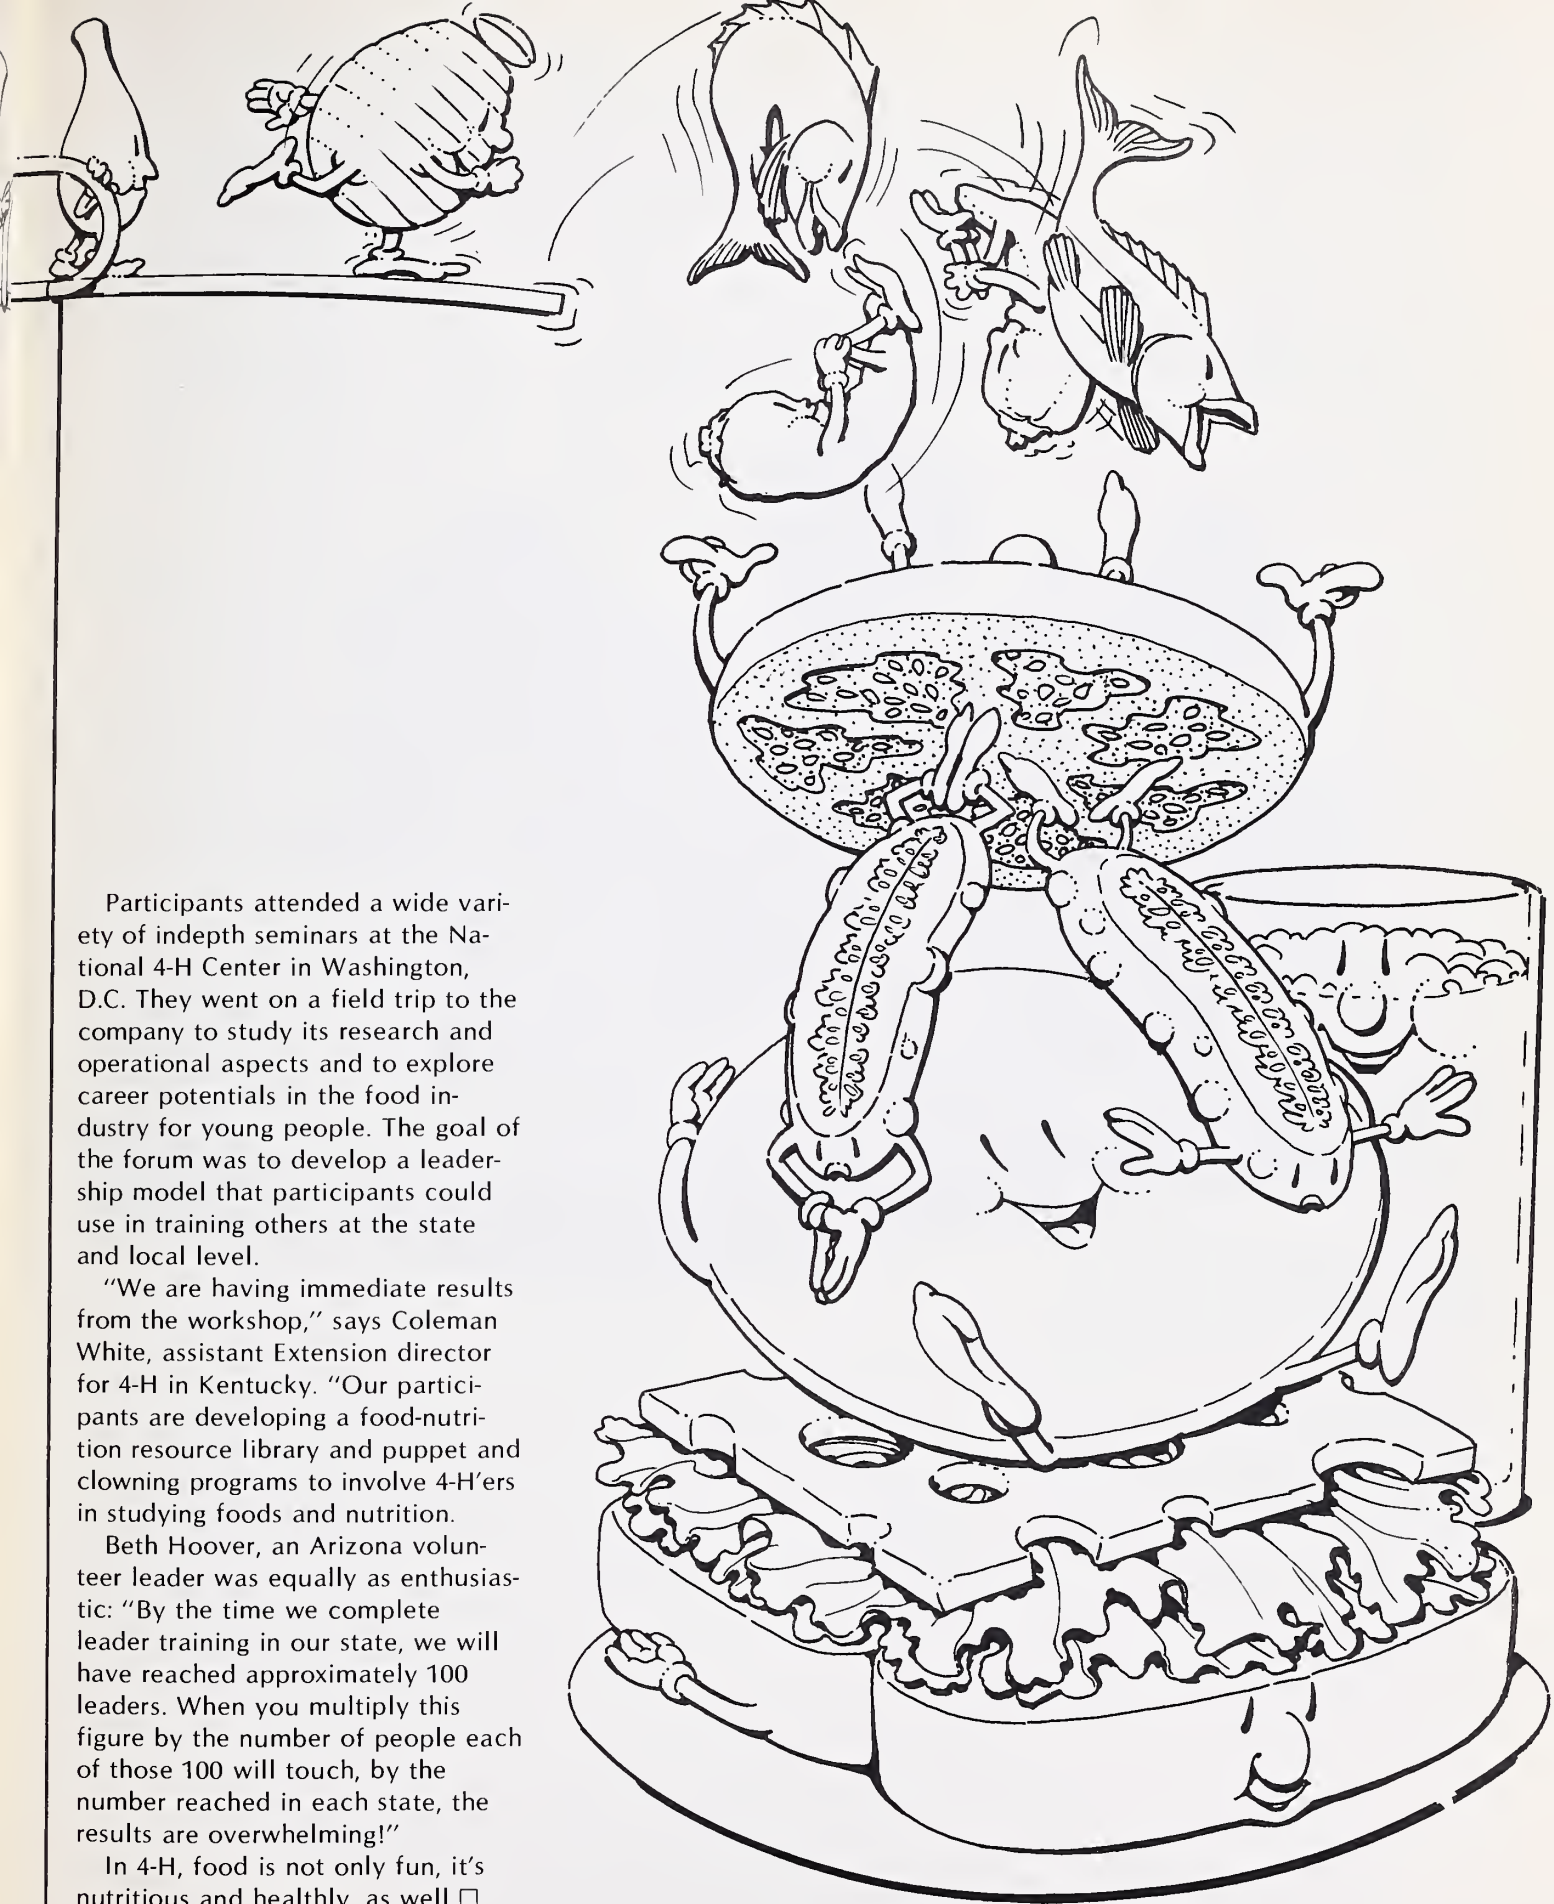 Participants attended a wide vari-
ety of indepth seminars at the Na-
tional 4-H Center in Washington,
D.C. They went on a field trip to the
company to study its research and
operational aspects and to explore
career potentials in the food in-
dustry for young people. The goal of
the forum was to develop a leader-
ship model that participants could
use in training others at the state
and local level.
"We are having immediate results
from the workshop," says Coleman
White, assistant Extension director
for 4-H in Kentucky. "Our partici-
pants are developing a food-nutri-
tion resource library and puppet and
clowning programs to involve 4-H'ers
in studying foods and nutrition.
Beth Hoover, an Arizona volun-
teer leader was equally as enthusias-
tic: "By the time we complete
leader training in our state, we will
have reached approximately 100
leaders. When you multiply this
figure by the number of people each
of those 100 will touch, by the
number reached in each state, the
results are overwhelming!"
In 4-H, food is not only fun, it's
nutritious and healthly, as well □